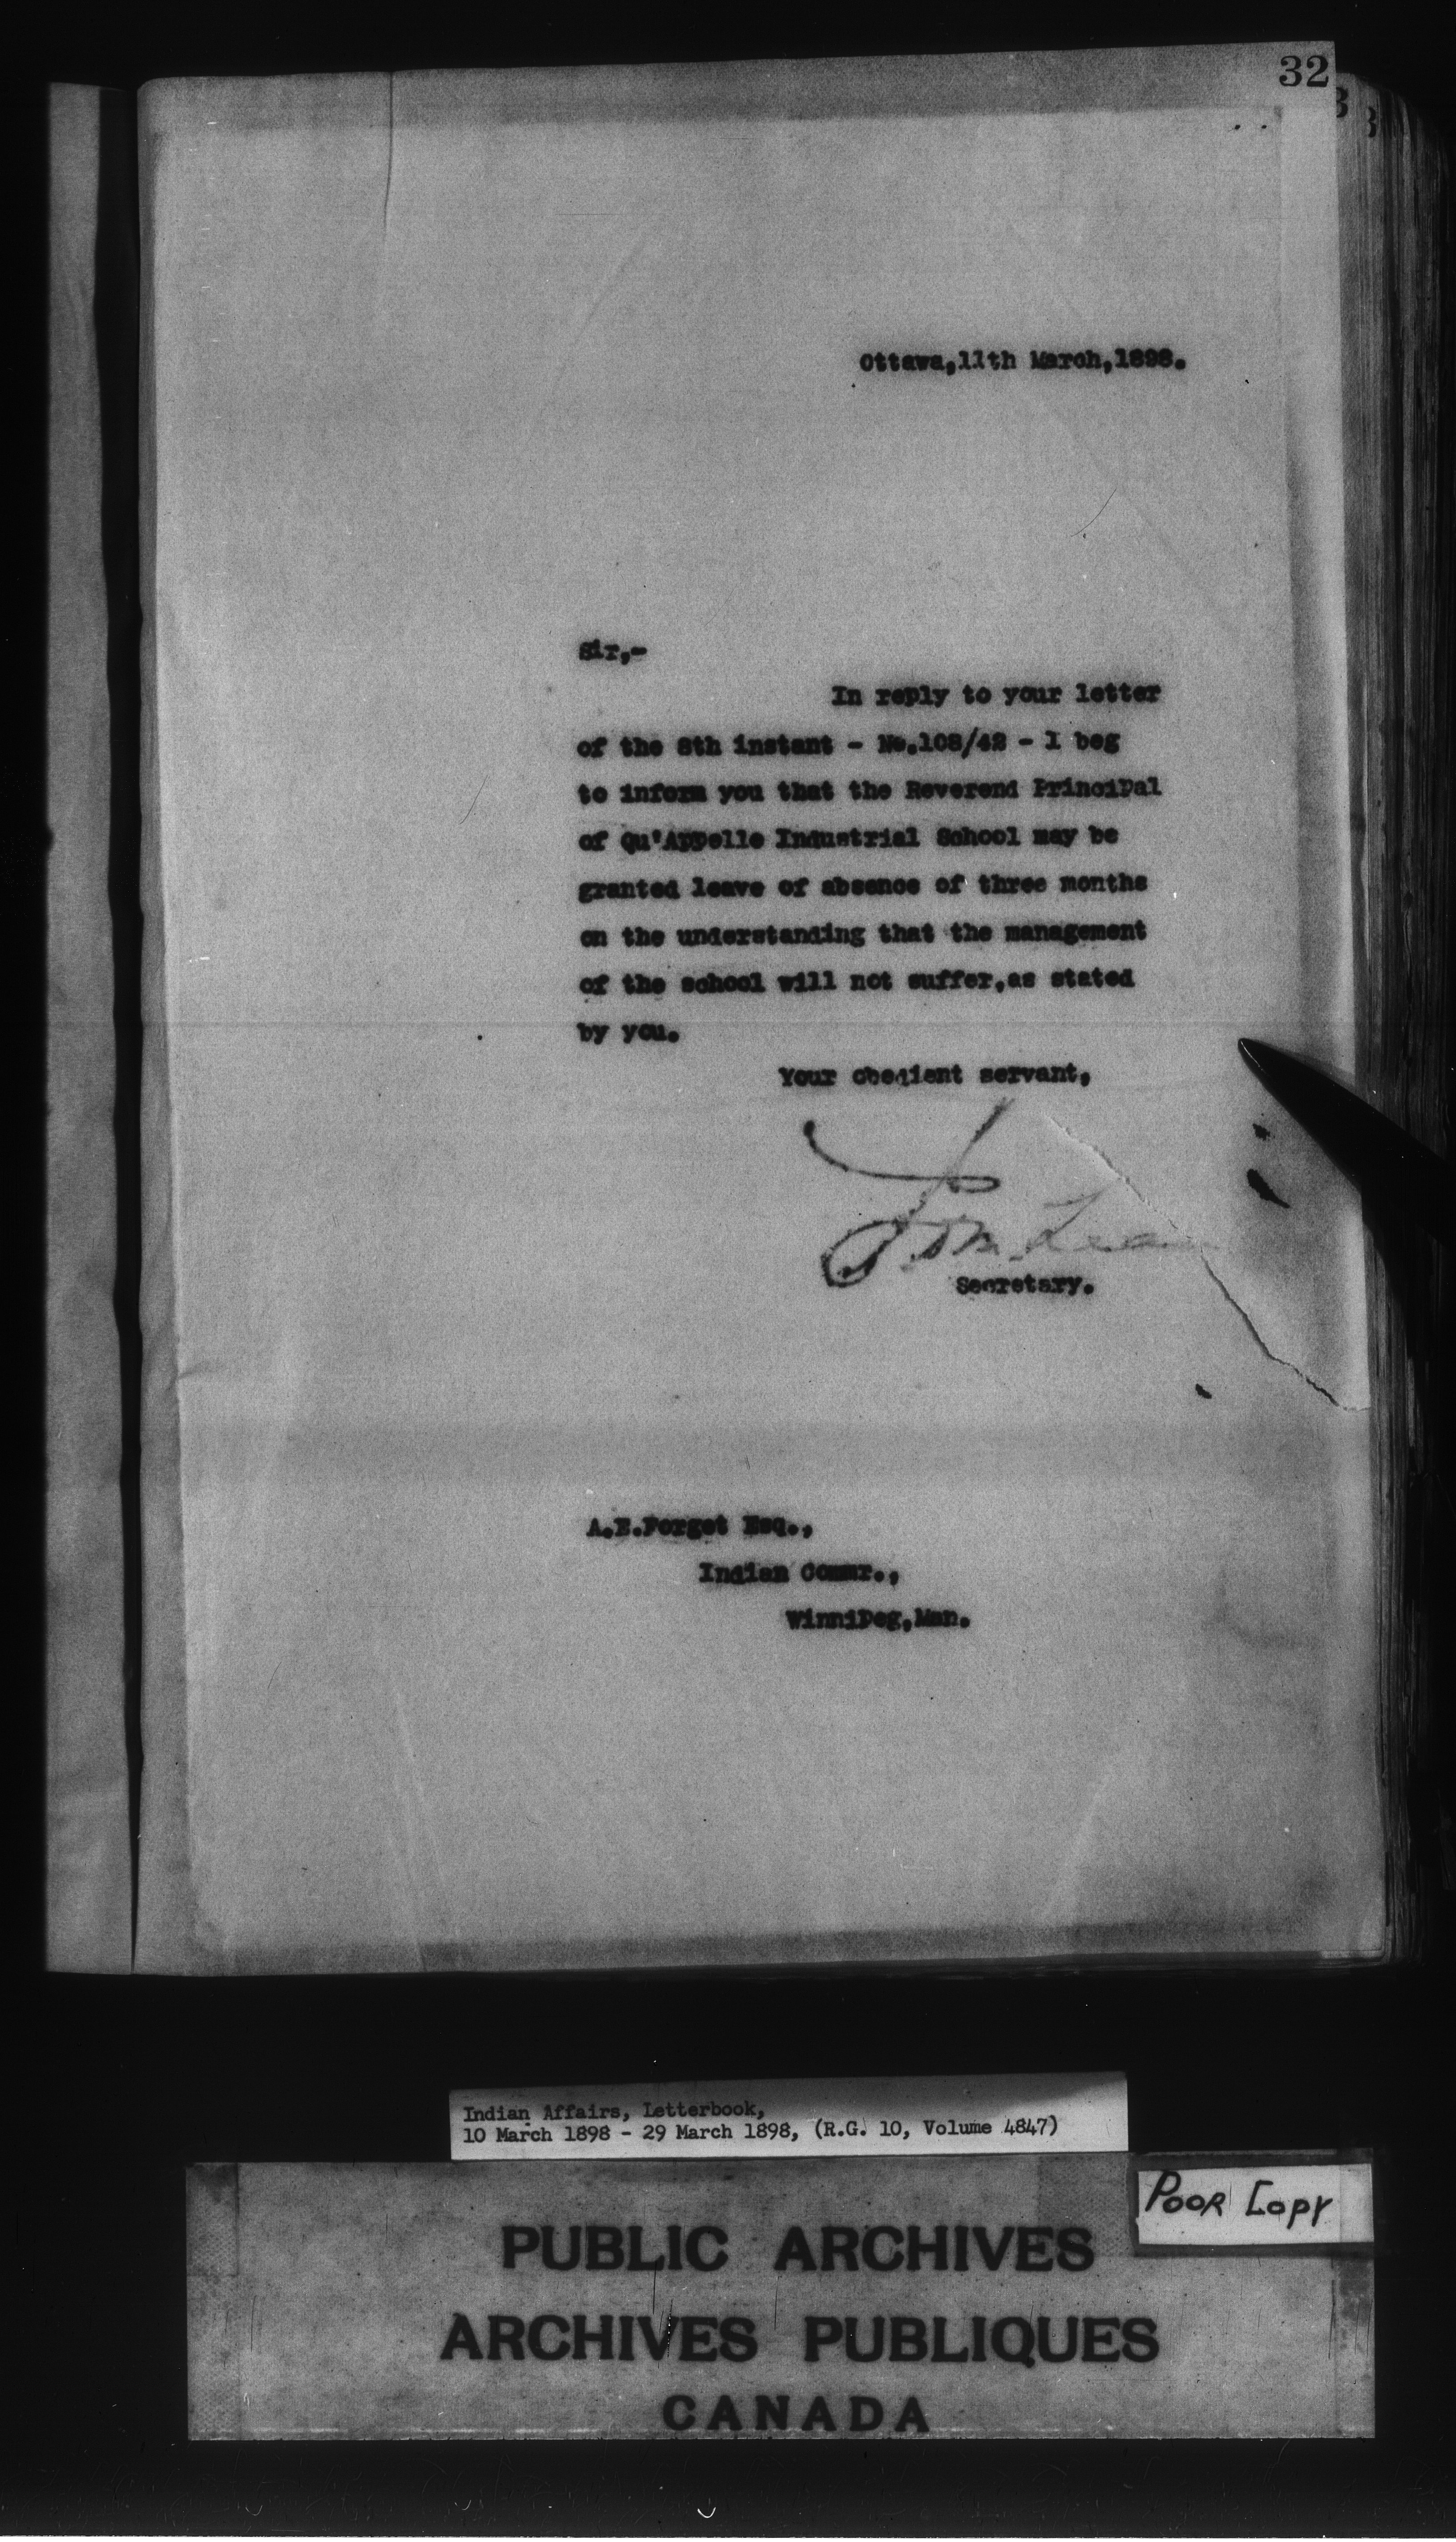 32
Ottawa,11th March,1898.
Sir,-
In reply to your letter
of the 8th instant - No.108/42 - I beg
to inform you that the Reverend Principal
of Qu'Appelle Industrial School may be
granted leave of absence of three months
on the understanding that the management
of the school will not suffer,as stated
by you.
Your obedient servant,
Lean
Secretary.
A.E.Forget Esq.,
Indian Commr.,
Winnipeg,Man.
Indian Affairs, Letterbook,
10 March 1898 - 29 March 1898, (R.G. 10, Volume 4847)
POOR COPY
PUBLIC ARCHIVES
ARCHIVES PUBLIQUES
CANADA